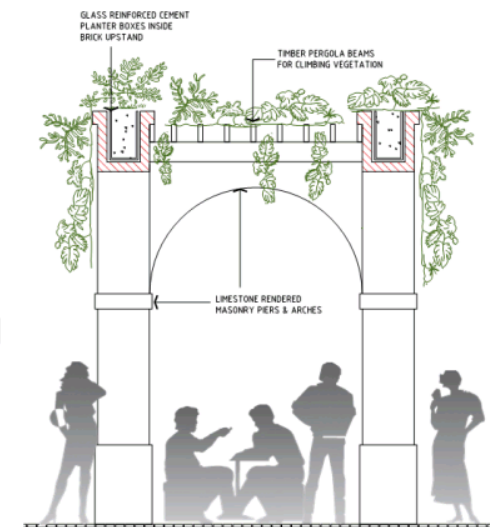 GLASS REINFORCED CEMENT
PLANTER BOXES INSIDE
BRICK UPSTAND
TIMBER PERGOLA BEAMS
FOR CLIMBING VEGETATION
LIMESTONE RENDERED
MASONRY PIERS & ARCHES